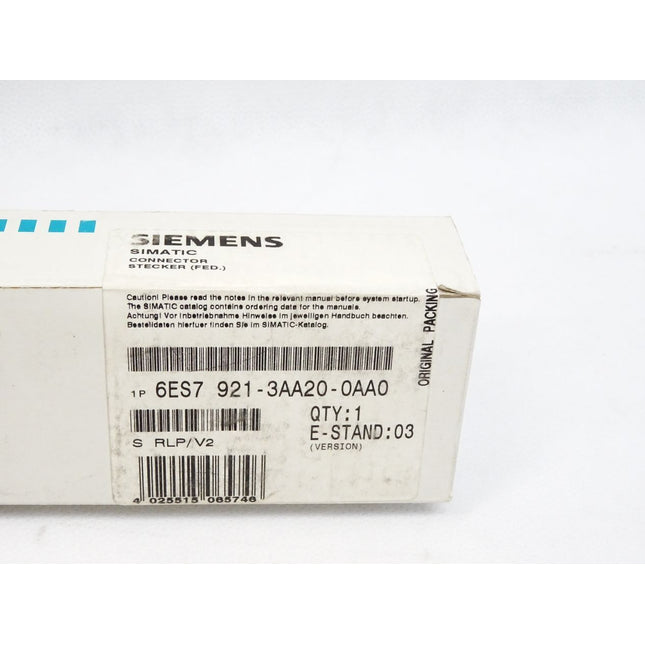 SIEMENS
SIMATIC
CONNECTOR
STECKER (FED.)
Caution! Please read the notes in the relevant manual before system startup.
The SIMATIC catalog contains ordering data for the manuals.
Achtung! Vor Inbetriebnahme Hinweise im jeweiligen Handbuch beachten.
Bestelldaten hierfuer finden Sie im SIMATIC-Katalog.
1P 6ES7 921-3AA20-0AA0
QTY:1
E-STAND:03
(VERSION)
S RLP/V2
4 025515 065746
ORIGINAL PACKING